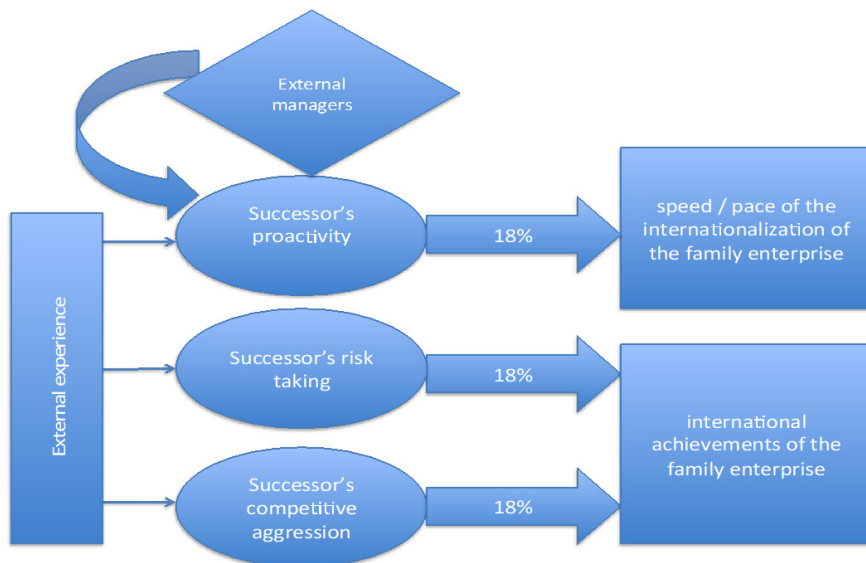 External
managers
Successor's
proactivity
18%
speed / pace of the
internationalization of
the family enterprise
External experience
Successor's risk
taking
18%
international
achievements of the
family enterprise
Successor's
competitive
aggression
18%